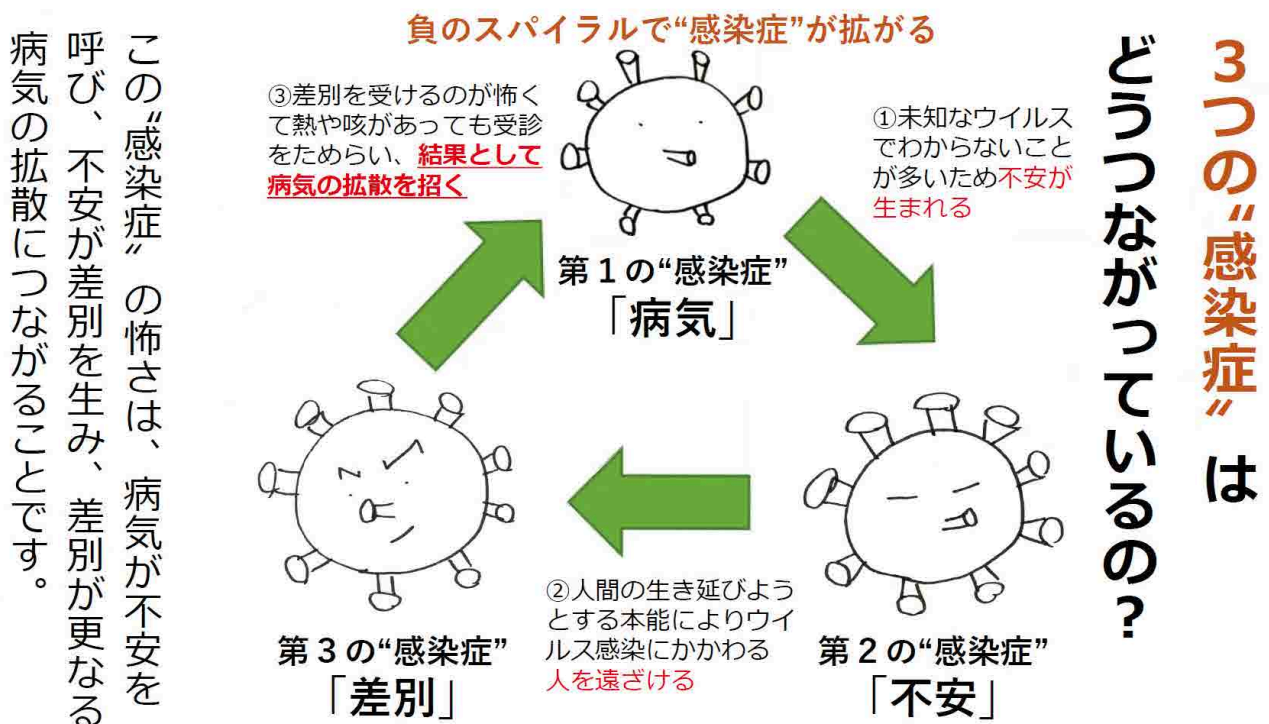 3つの“感染症”は
どうつながっているの?
負のスパイラルで“感染症”が拡がる
第1の“感染症”
「病気」
①未知なウイルス
でわからないこと
が多いため不安が
生まれる
第2の“感染症”
「不安」
②人間の生き延びよう
とする本能によりウイ
ルス感染にかかわる
人を遠ざける
第3の“感染症”
「差別」
③差別を受けるのが怖く
て熱や咳があっても受診
をためらい、結果として
病気の拡散を招く
この“感染症”の怖さは、病気が不安を
呼び、不安が差別を生み、差別が更なる
病気の拡散につながることです。